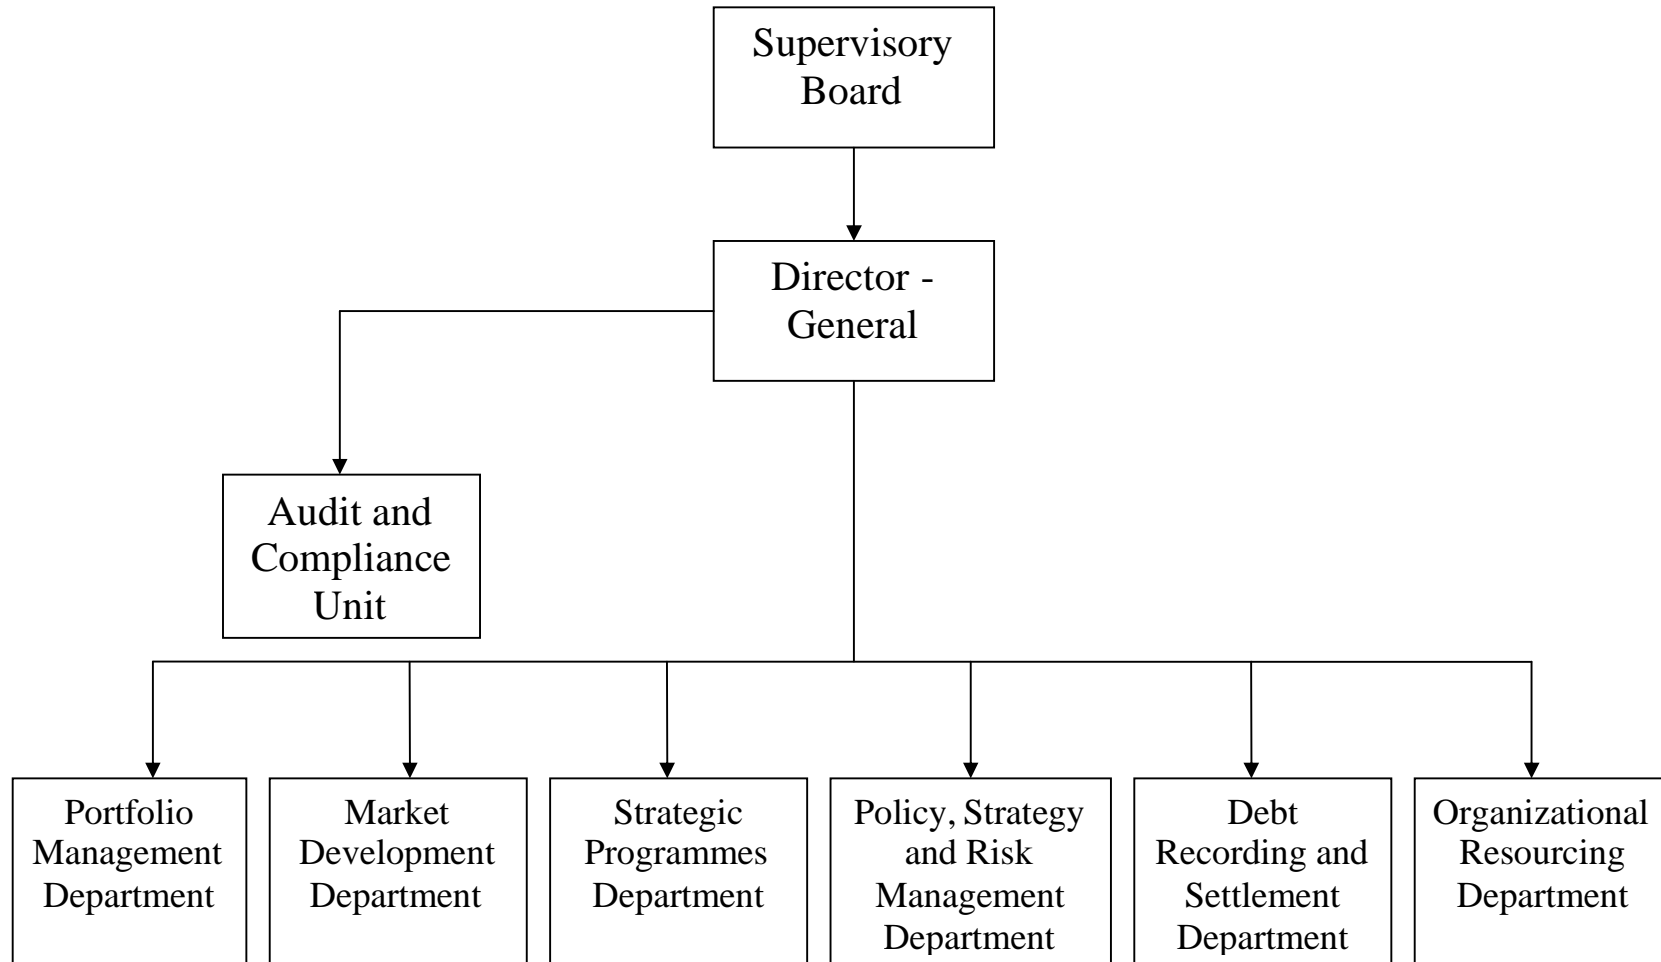 Supervisory
Board
Director -
General
Audit and
Compliance
Unit
Portfolio
Management
Department
Market
Development
Department
Strategic
Programmes
Department
Policy, Strategy
and Risk
Management
Department
Debt
Recording and
Settlement
Department
Organizational
Resourcing
Department